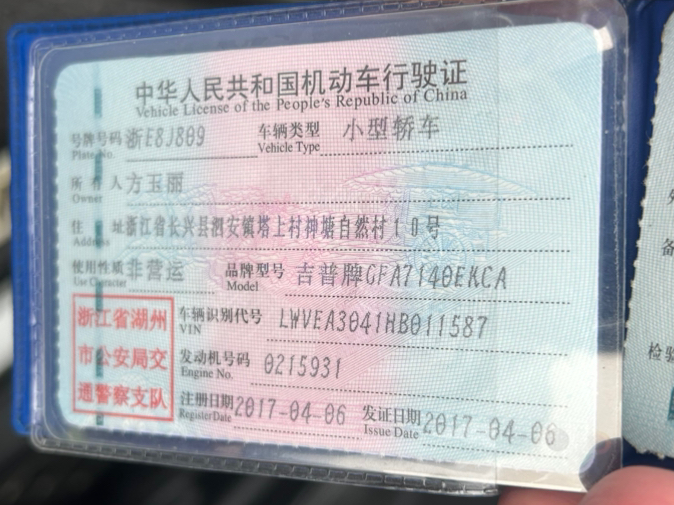 中华人民共和国机动车行驶证
Vehicle License of the People's Republic of China
号牌号码 浙E8J809 车辆类型 小型轿车
Plate No. Vehicle Type
所有人 方玉丽
Owner
住址 浙江省长兴县泗安镇塔上村神塘自然村10号
Address
使用性质 非营运 品牌型号 吉普牌GFA7140EKCA
Use Character Model
浙江省湖州
市公安局交
通警察支队
车辆识别代号 LWVEA3041HB011587
VIN
发动机号码 0215931
Engine No.
注册日期 2017-04-06 发证日期 2017-04-06
Register Date Issue Date
备
检验